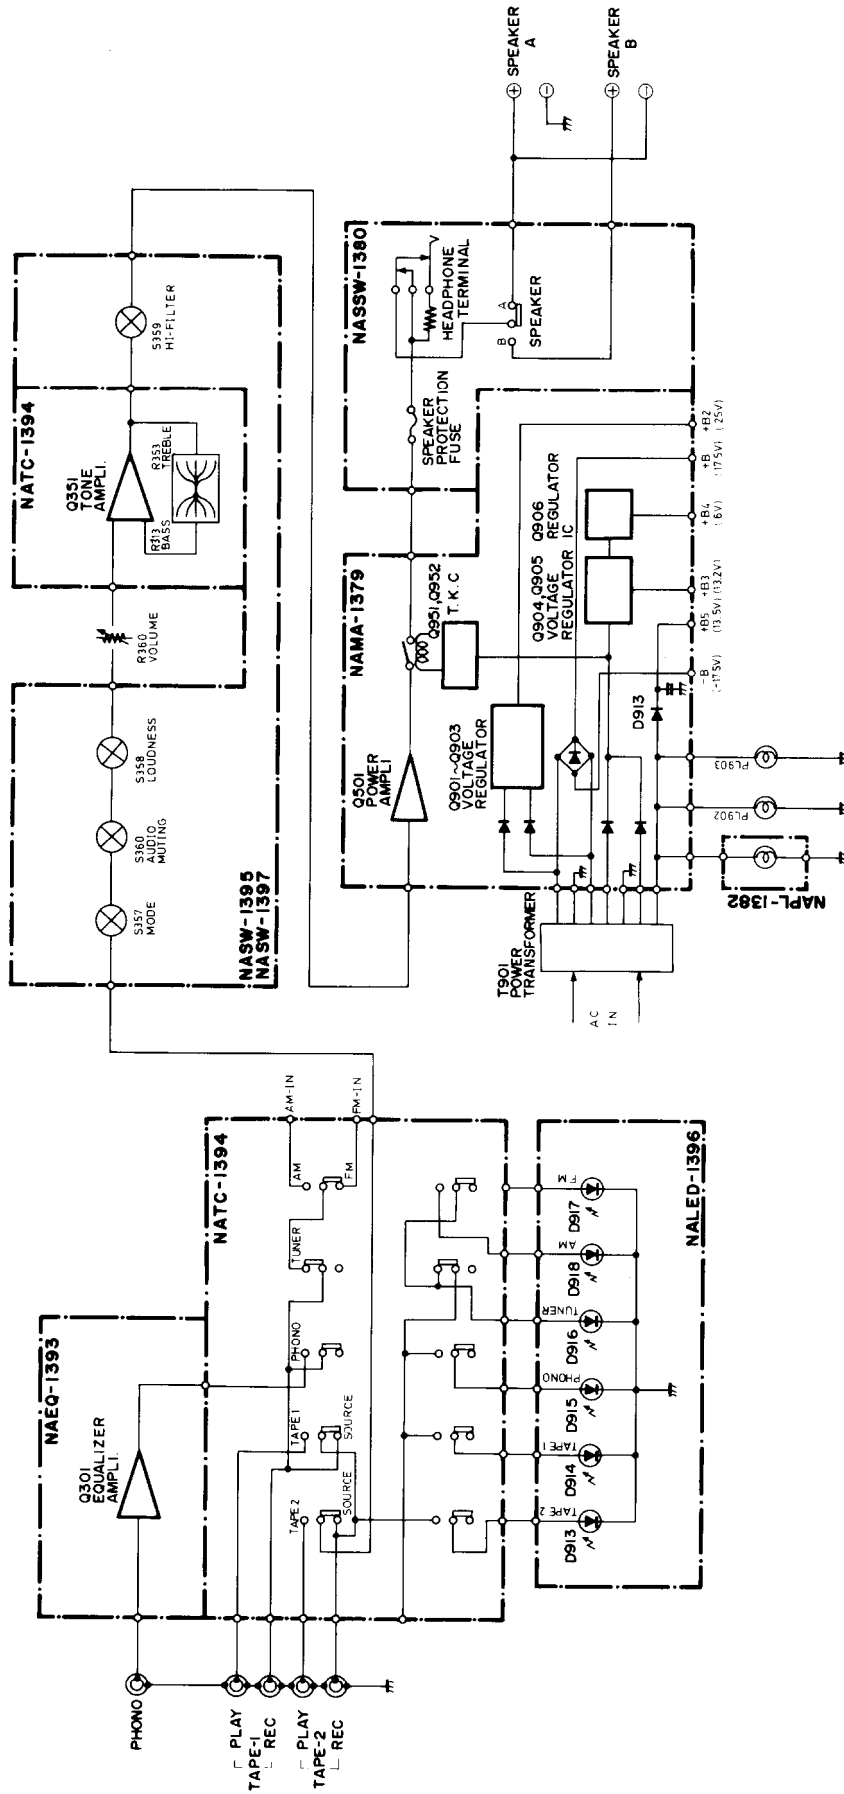 PHONO
PLAY
TAPE-1
REC
PLAY
TAPE-2
REC
NAEQ-1393
Q301
EQUALIZER
AMPLI.
NATC-1394
TAPE 2
SOURCE
TAPE 1
SOURCE
PHONO
TUNER
AM
FM
AM-IN
FM-IN
NALED-1396
TAPE 2
D913
TAPE 1
D914
PHONO
D915
TUNER
D916
AM
D918
FM
D917
NASW-1395
NASW-1397
S357
MODE
S360
AUDIO
MUTING
S358
LOUDNESS
R360
VOLUME
NATC-1394
Q351
TONE
AMPLI.
R313
BASS
R353
TREBLE
S359
HI-FILTER
NAMA-1379
Q501
POWER
AMPLI
Q951,Q952
T.K.C
Q901~Q903
VOLTAGE
REGULATOR
Q904,Q905
VOLTAGE
REGULATOR
Q906
REGULATOR
IC
D913
T901
POWER
TRANSFORMER
AC
IN
NASSW-1380
SPEAKER
PROTECTION
FUSE
HEADPHONE
TERMINAL
V
B
A
SPEAKER
SPEAKER
A
SPEAKER
B
-B
(-17.5V)
+B5
(13.5V)
+B3
(13.2V)
+B4
(6V)
+B
(17.5V)
+B2
(25V)
NAPL-1382
PL902
PL903